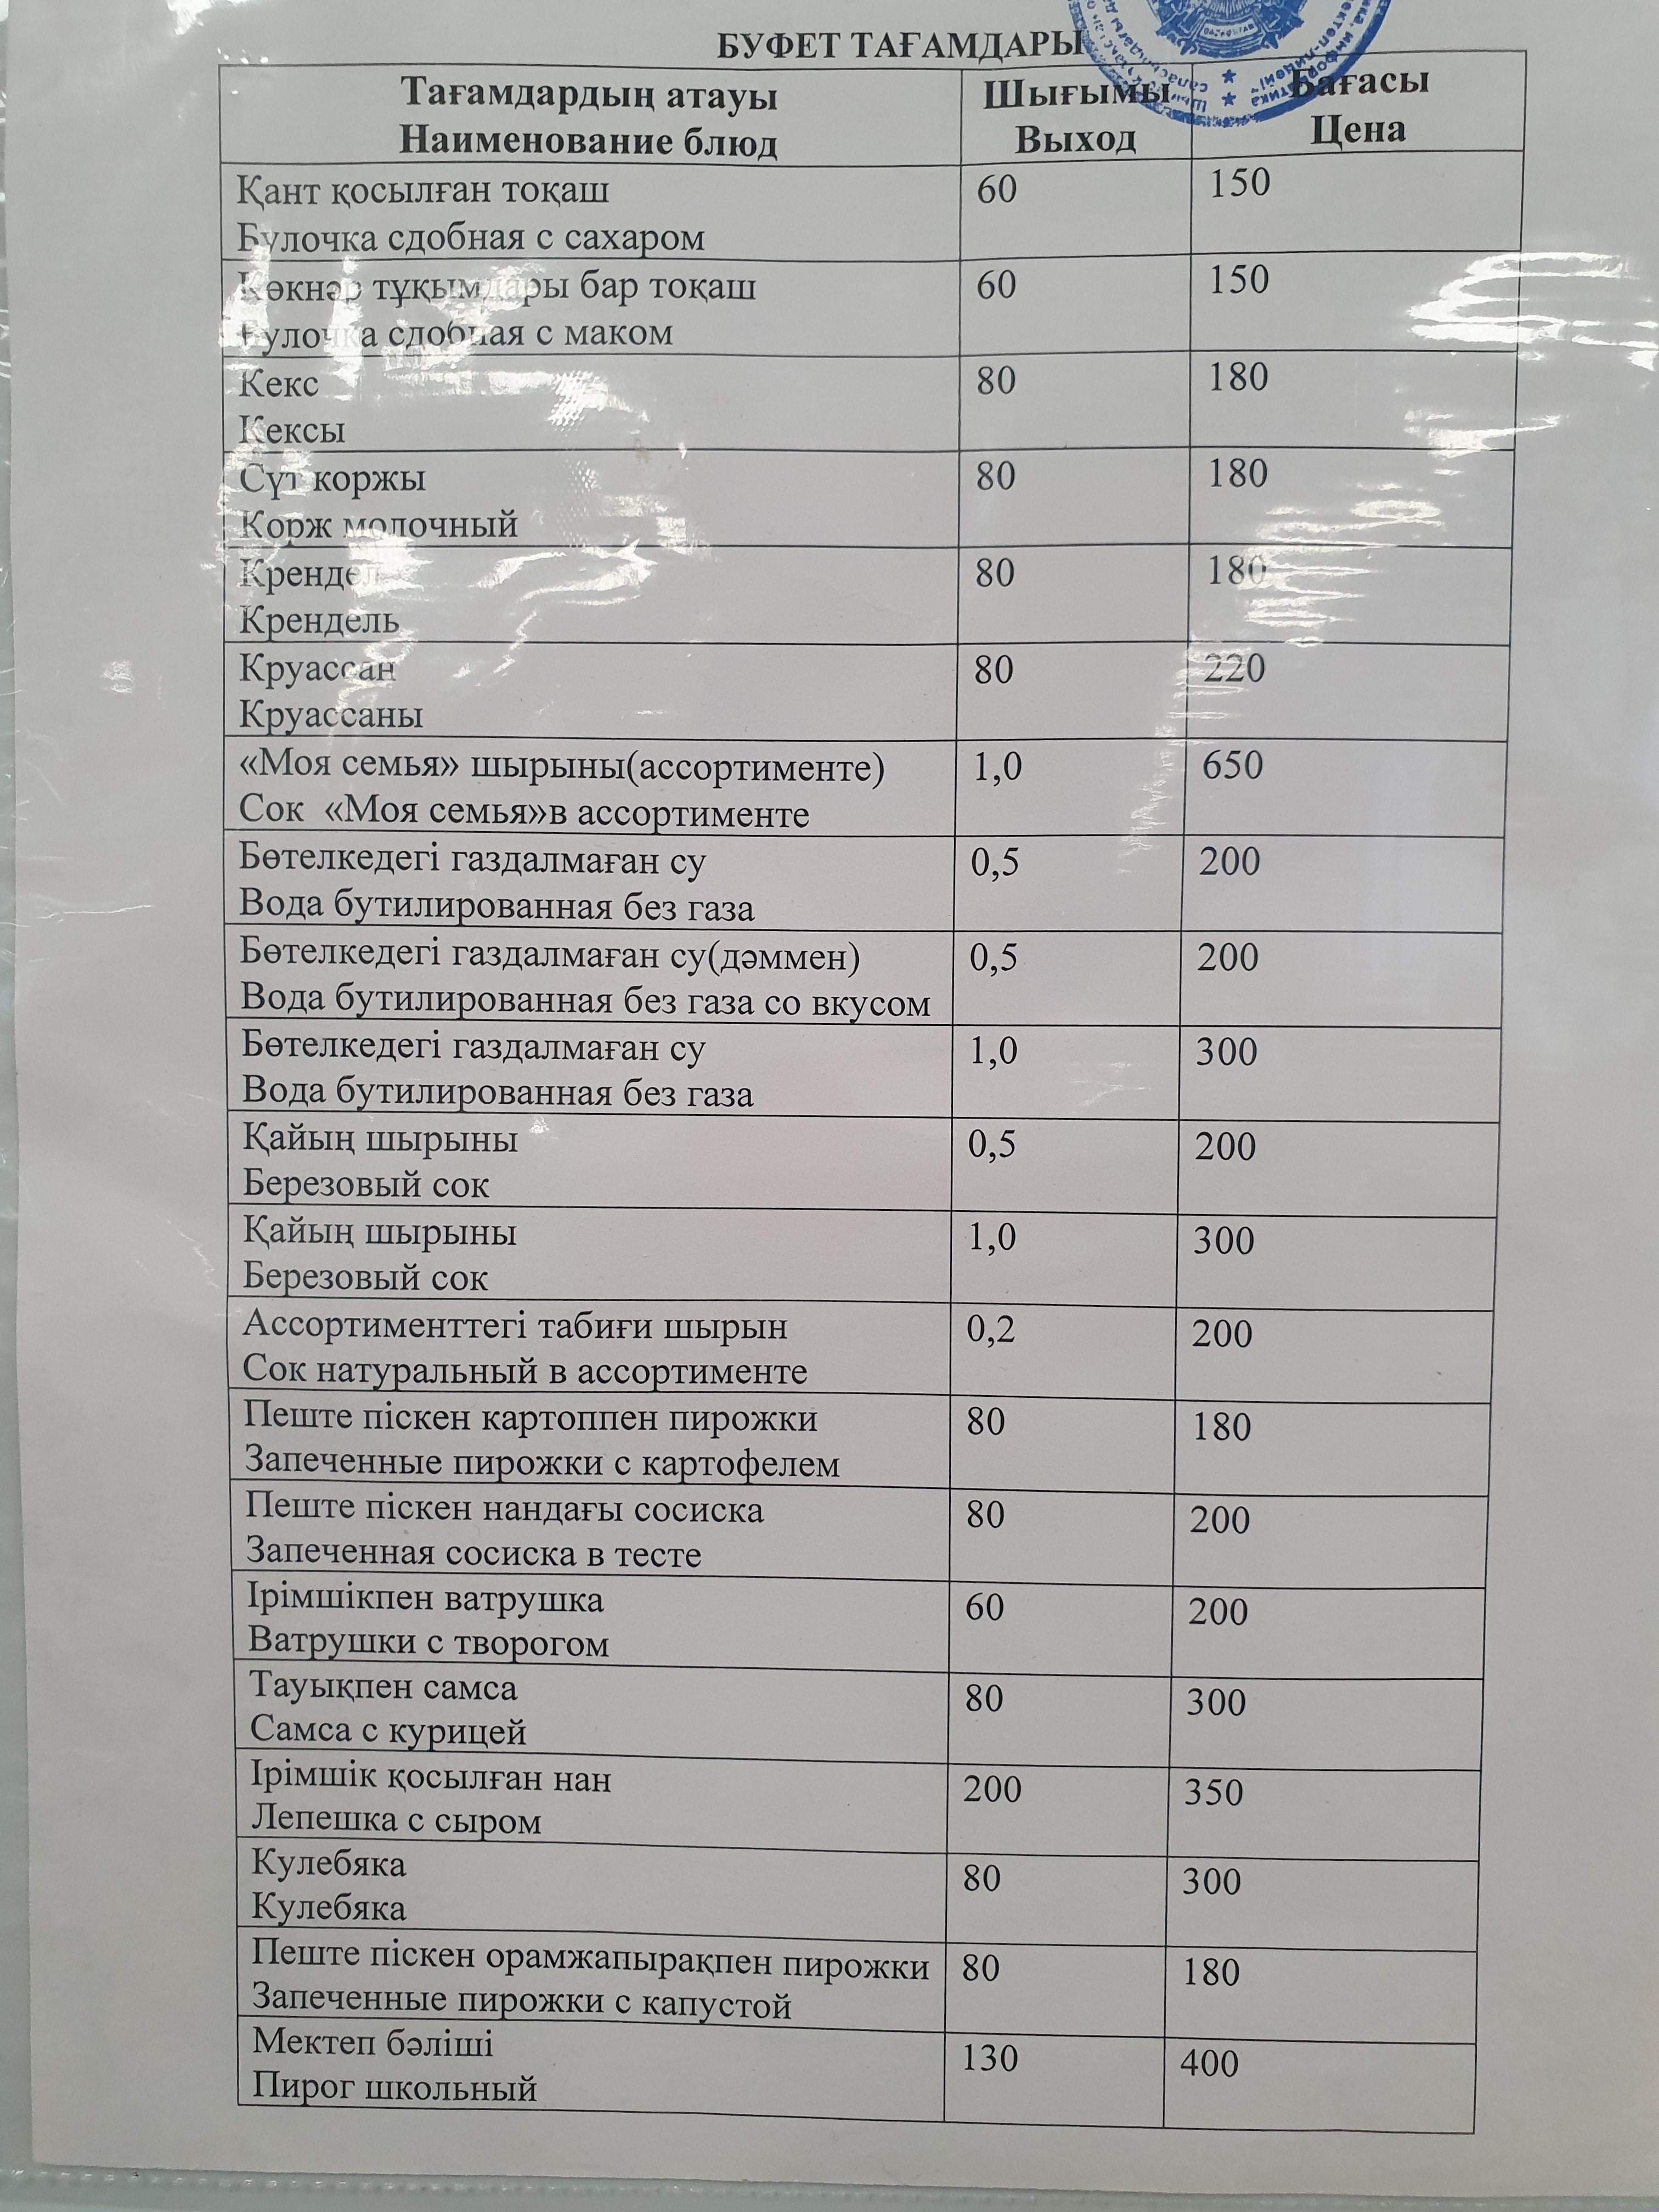 БУФЕТ ТАҒАМДАРЫ
Тағамдардың атауы
Наименование блюд
Шығымы
Выход
Бағасы
Цена
Қант қосылған тоқаш
Булочка сдобная с сахаром
60
150
Көкнәр тұқымдары бар тоқаш
Булочка сдобная с маком
60
150
Кекс
Кексы
80
180
Сүт коржы
Корж молочный
80
180
Крендель
80
180
Круассан
Круассаны
80
220
«Моя семья» шырыны(ассортименте)
Сок «Моя семья»в ассортименте
1,0
650
Бөтелкедегі газдалмаған су
Вода бутилированная без газа
0,5
200
Бөтелкедегі газдалмаған су(дәммен)
Вода бутилированная без газа со вкусом
0,5
200
Бөтелкедегі газдалмаған су
Вода бутилированная без газа
1,0
300
Қайың шырыны
Березовый сок
0,5
200
Қайың шырыны
Березовый сок
1,0
300
Ассортименттегі табиғи шырын
Сок натуральный в ассортименте
0,2
200
Пеште піскен картоппен пирожки
Запеченные пирожки с картофелем
80
180
Пеште піскен нандағы сосиска
Запеченная сосиска в тесте
80
200
Ірімшікпен ватрушка
Ватрушки с творогом
60
200
Тауықпен самса
Самса с курицей
80
300
Ірімшік қосылған нан
Лепешка с сыром
200
350
Кулебяка
Кулебяка
80
300
Пеште піскен орамжапырақпен пирожки
Запеченные пирожки с капустой
80
180
Мектеп бәліші
Пирог школьный
130
400